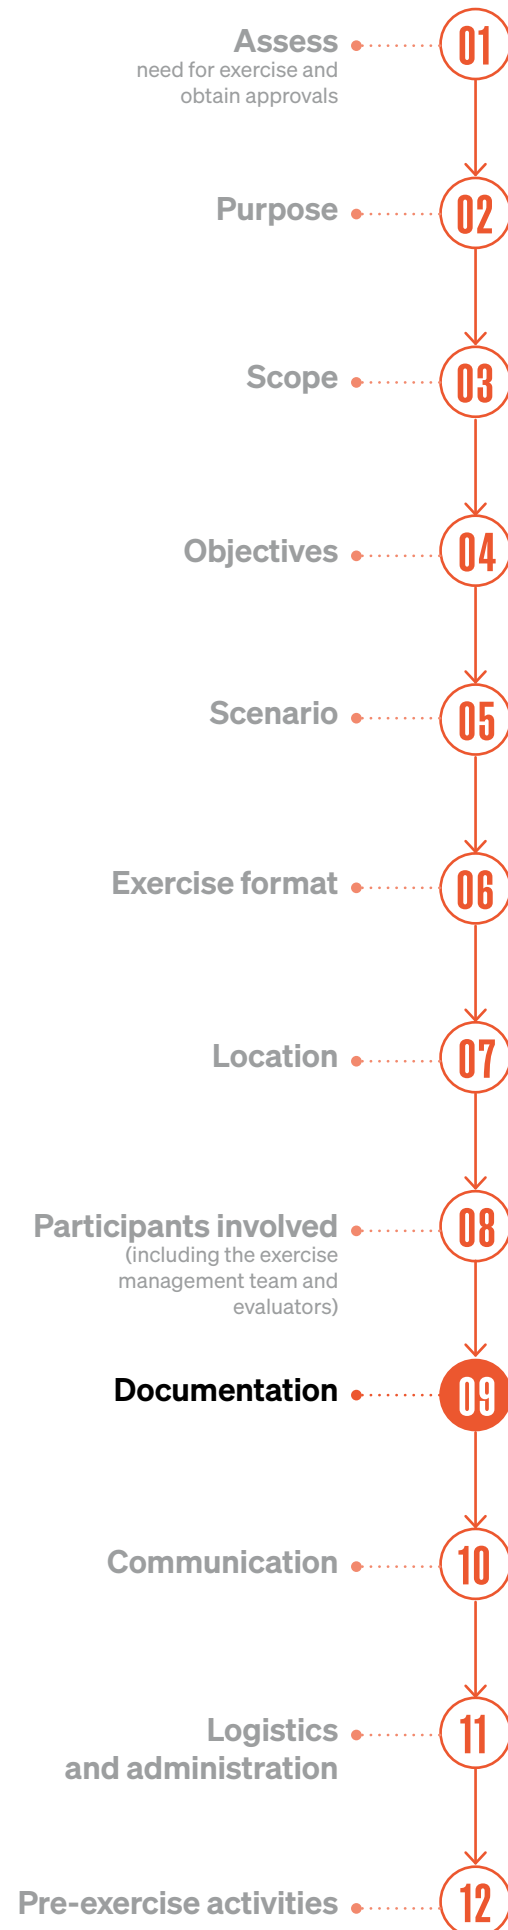 Assess
need for exercise and
obtain approvals
01
Purpose
02
Scope
03
Objectives
04
Scenario
05
Exercise format
06
Location
07
Participants involved
(including the exercise
management team and
evaluators)
08
Documentation
09
Communication
10
Logistics
and administration
11
Pre-exercise activities
12